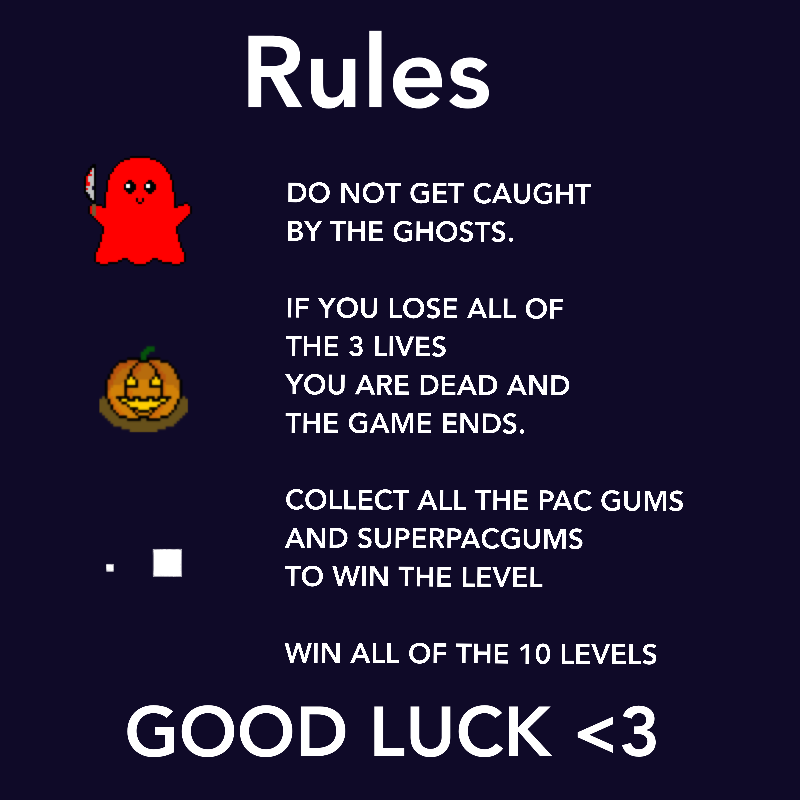 Rules
DO NOT GET CAUGHT
BY THE GHOSTS.
IF YOU LOSE ALL OF
THE 3 LIVES
YOU ARE DEAD AND
THE GAME ENDS.
COLLECT ALL THE PAC GUMS
AND SUPERPACGUMS
TO WIN THE LEVEL
WIN ALL OF THE 10 LEVELS
GOOD LUCK <3